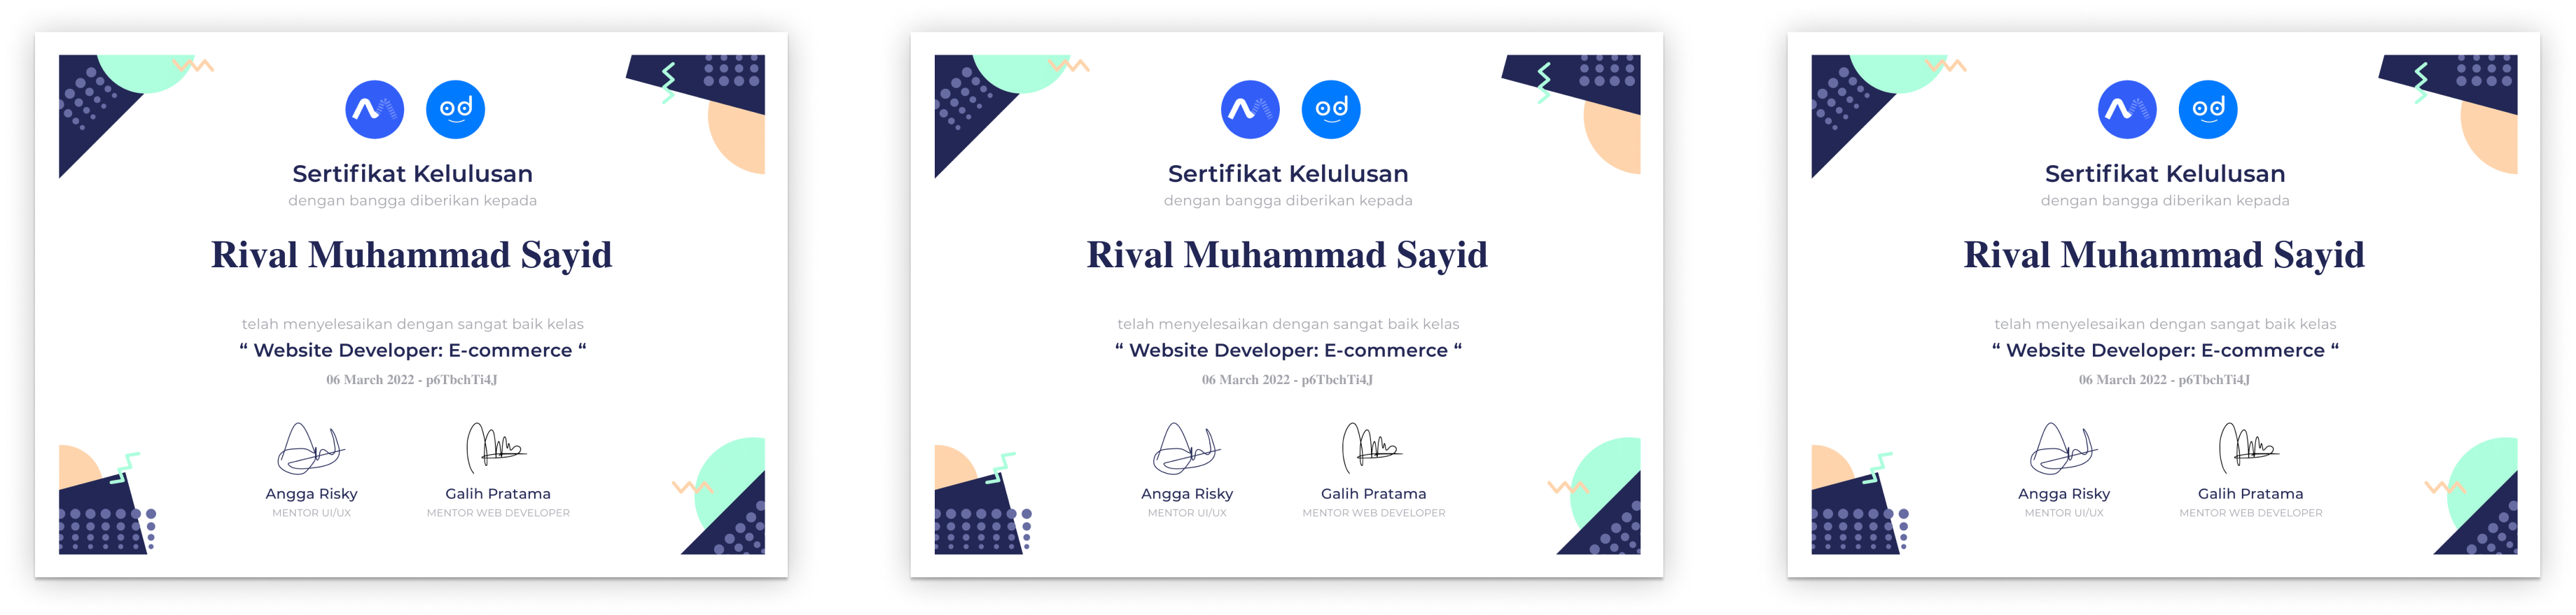 Sertifikat Kelulusan
dengan bangga diberikan kepada
Rival Muhammad Sayid
telah menyelesaikan dengan sangat baik kelas
“ Website Developer: E-commerce “
06 March 2022 - p6TbchTi4J
Angga Risky
MENTOR UI/UX
Galih Pratama
MENTOR WEB DEVELOPER
Sertifikat Kelulusan
dengan bangga diberikan kepada
Rival Muhammad Sayid
telah menyelesaikan dengan sangat baik kelas
“ Website Developer: E-commerce “
06 March 2022 - p6TbchTi4J
Angga Risky
MENTOR UI/UX
Galih Pratama
MENTOR WEB DEVELOPER
Sertifikat Kelulusan
dengan bangga diberikan kepada
Rival Muhammad Sayid
telah menyelesaikan dengan sangat baik kelas
“ Website Developer: E-commerce “
06 March 2022 - p6TbchTi4J
Angga Risky
MENTOR UI/UX
Galih Pratama
MENTOR WEB DEVELOPER